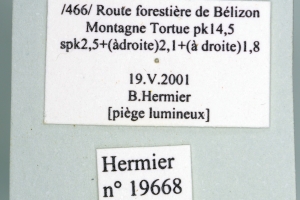 /466/ Route forestière de Bélizon
Montagne Tortue pk14,5
spk2,5+(àdroite)2,1+(à droite)1,8
19.V.2001
B.Hermier
[piège lumineux]
Hermier
n° 19668